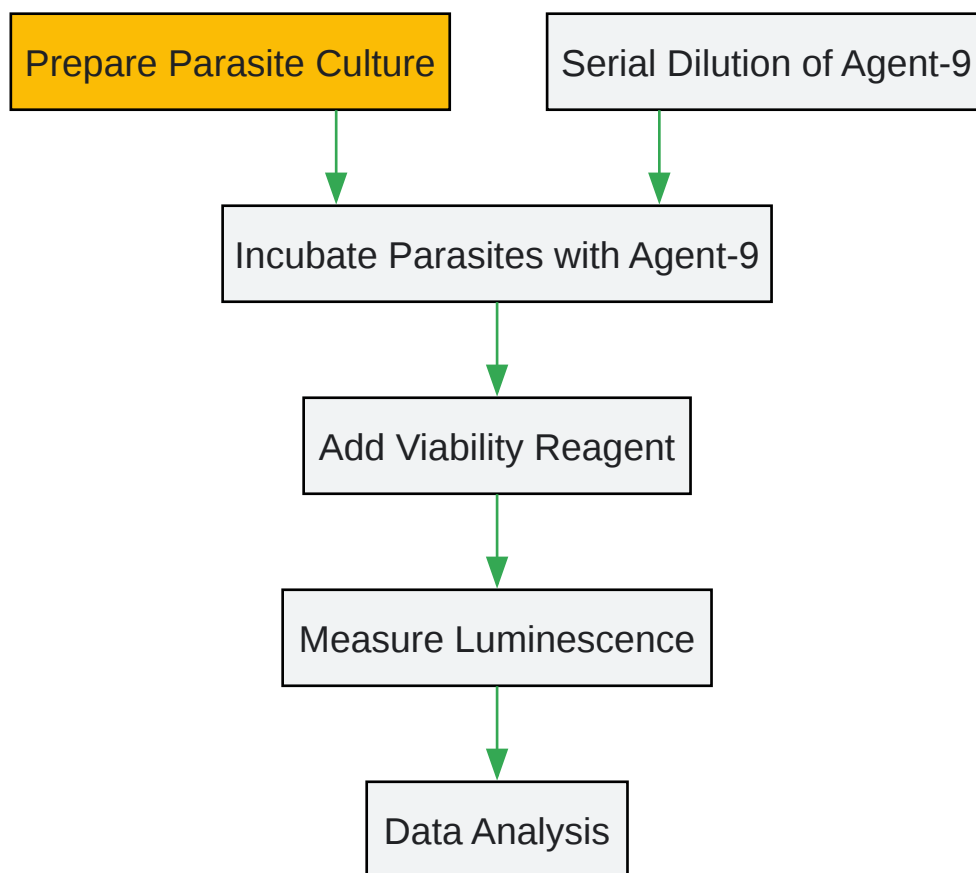 Prepare Parasite Culture
Serial Dilution of Agent-9
Incubate Parasites with Agent-9
Add Viability Reagent
Measure Luminescence
Data Analysis